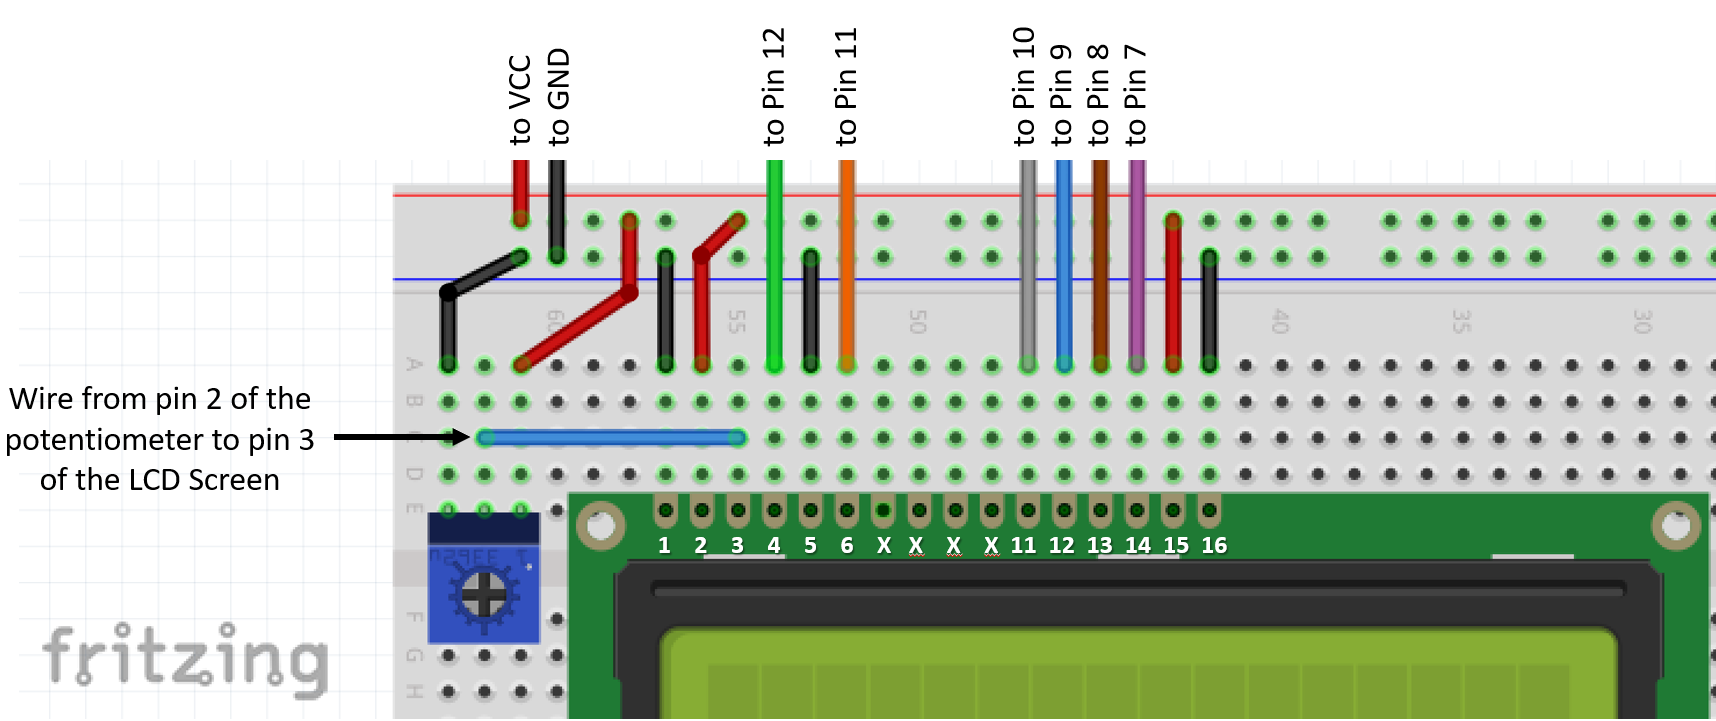 to VCC
to GND
to Pin 12
to Pin 11
to Pin 10
to Pin 9
to Pin 8
to Pin 7
60
55
50
40
35
30
A
B
Wire from pin 2 of the
potentiometer to pin 3
of the LCD Screen
D
E
1 2 3 4 5 6 X X X X 11 12 13 14 15 16
F
G
H
fritzing